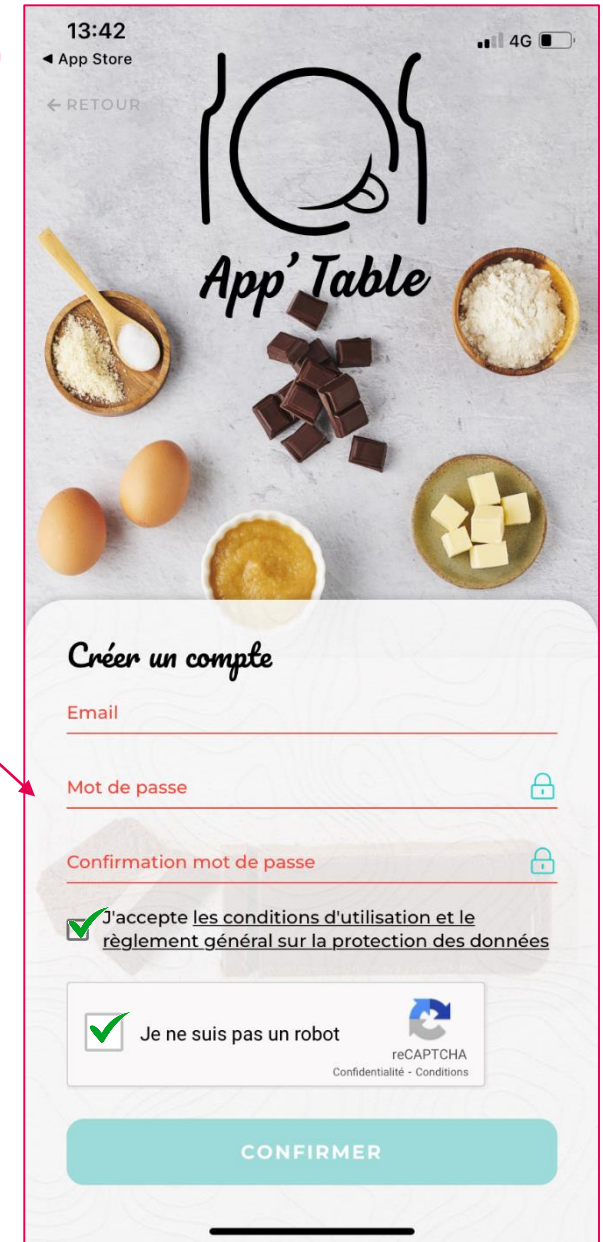 13:42
4G
◄ App Store
← RETOUR
App' Table
Créer un compte
Email
Mot de passe
Confirmation mot de passe
J'accepte les conditions d'utilisation et le
règlement général sur la protection des données
Je ne suis pas un robot
reCAPTCHA
Confidentialité - Conditions
CONFIRMER